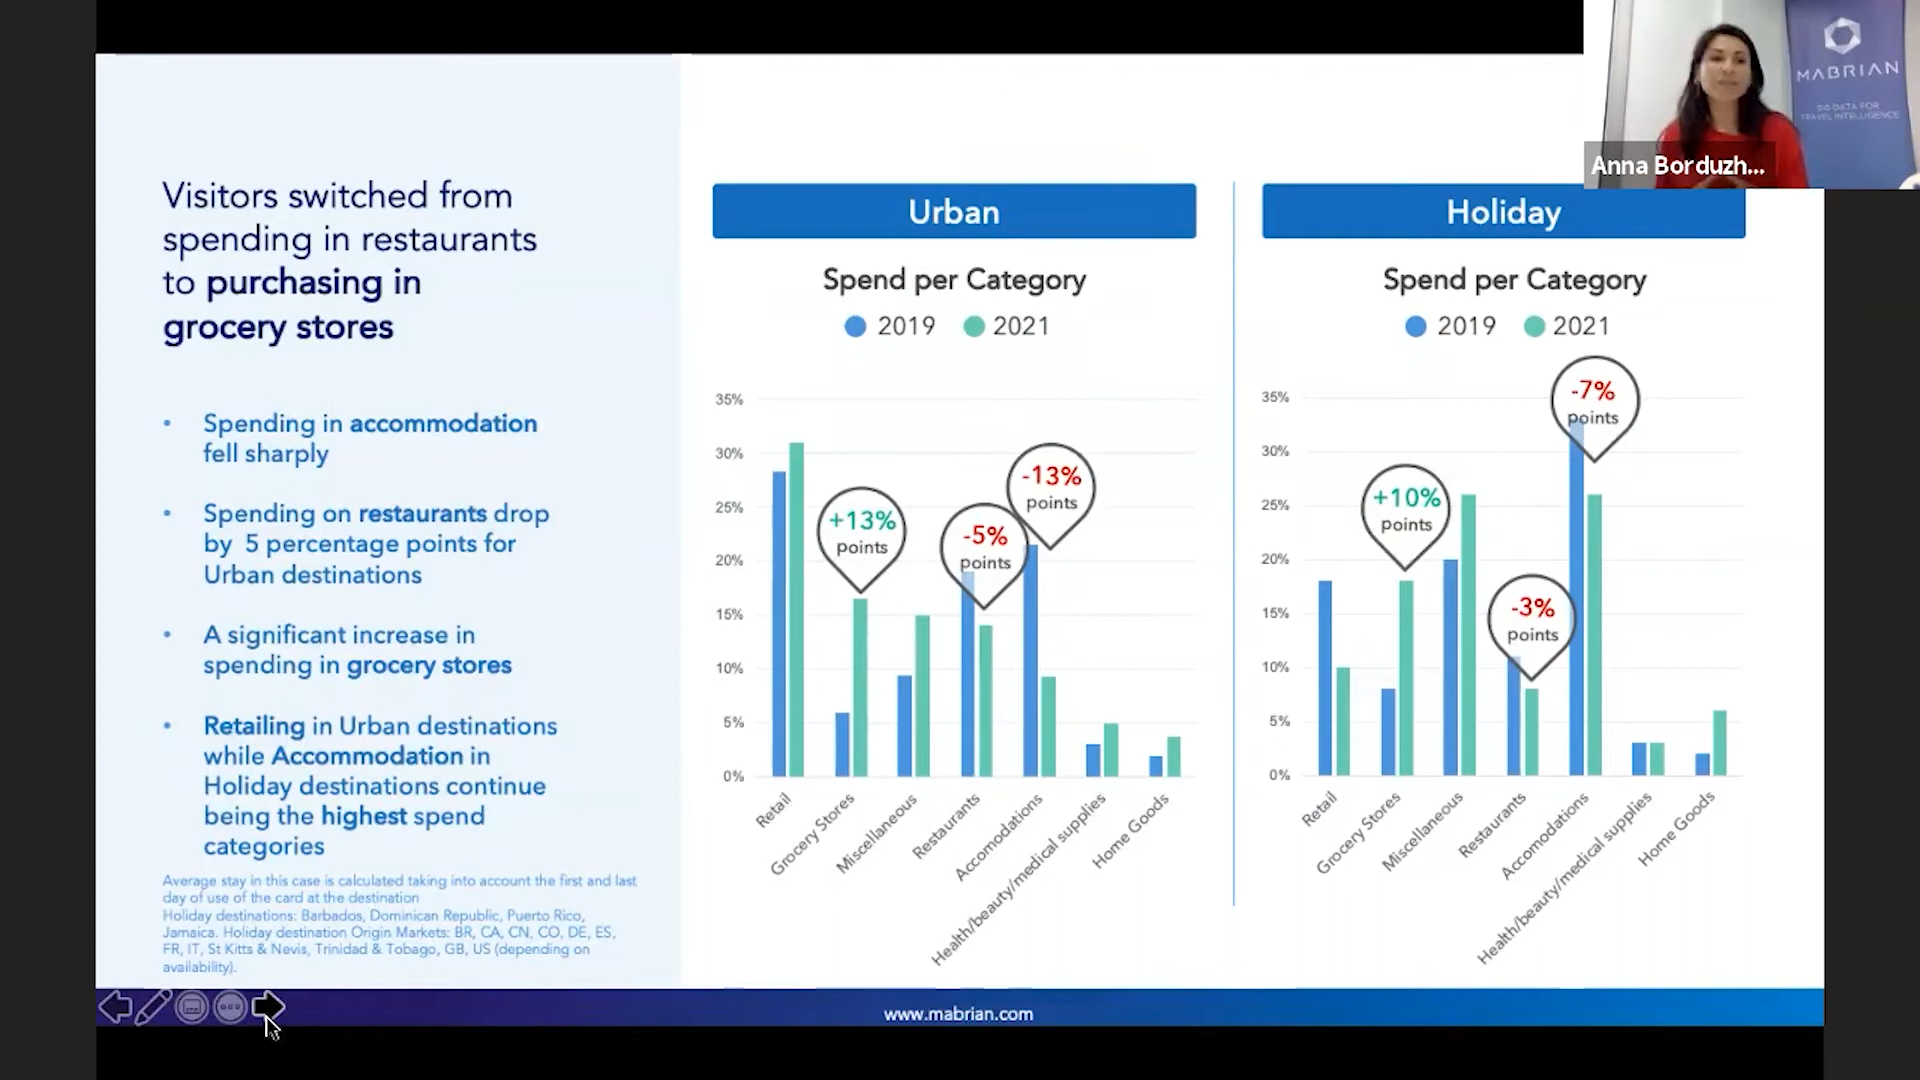 MABRIAN
BIG DATA FOR
TRAVEL INTELLIGENCE
Anna Borduzh...
Visitors switched from
spending in restaurants
to purchasing in
grocery stores
• Spending in accommodation
fell sharply
• Spending on restaurants drop
by 5 percentage points for
Urban destinations
• A significant increase in
spending in grocery stores
• Retailing in Urban destinations
while Accommodation in
Holiday destinations continue
being the highest spend
categories
Average stay in this case is calculated taking into account the first and last
day of use of the card at the destination
Holiday destinations: Barbados, Dominican Republic, Puerto Rico,
Jamaica. Holiday destination Origin Markets: BR, CA, CN, CO, DE, ES,
FR, IT, St Kitts & Nevis, Trinidad & Tobago, GB, US (depending on
availability).
Urban
Spend per Category
2019 2021
35%
30%
25%
20%
15%
10%
5%
0%
+13%
points
-5%
points
-13%
points
Retail
Grocery Stores
Miscellaneous
Restaurants
Accomodations
Health/beauty/medical supplies
Home Goods
Holiday
Spend per Category
2019 2021
35%
30%
25%
20%
15%
10%
5%
0%
+10%
points
-3%
points
-7%
points
Retail
Grocery Stores
Miscellaneous
Restaurants
Accomodations
Health/beauty/medical supplies
Home Goods
www.mabrian.com